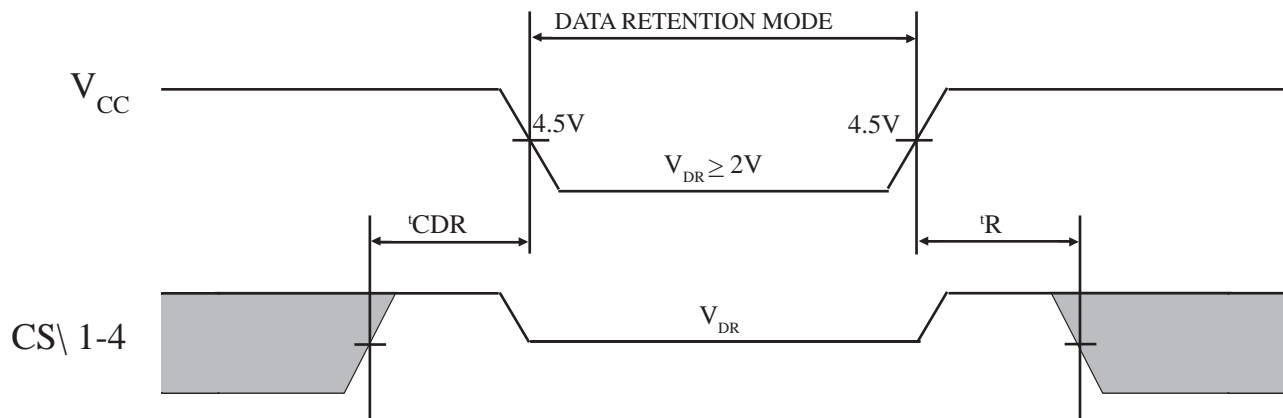 DATA RETENTION MODE
VCC
4.5V
4.5V
VDR ≥ 2V
tCDR
tR
CS\ 1-4
VDR